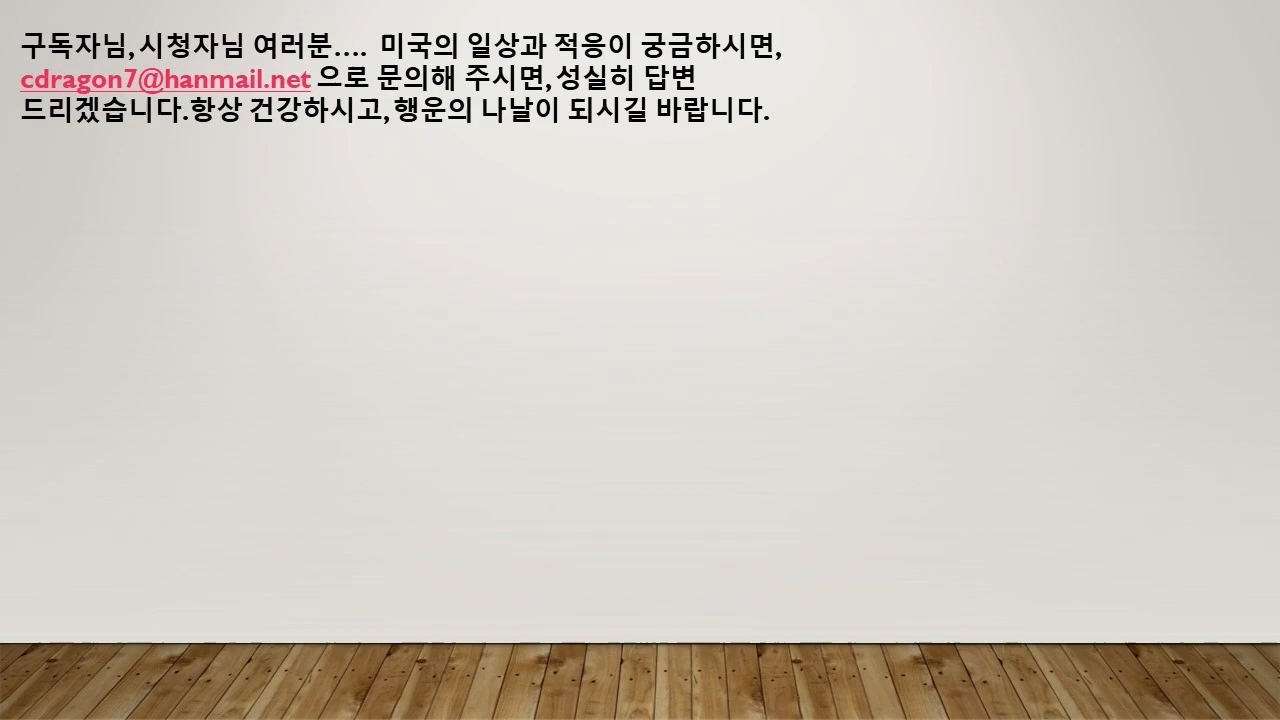 구독자님, 시청자님 여러분.... 미국의 일상과 적응이 궁금하시면,
cdragon7@hanmail.net 으로 문의해 주시면, 성실히 답변
드리겠습니다.항상 건강하시고, 행운의 나날이 되시길 바랍니다.